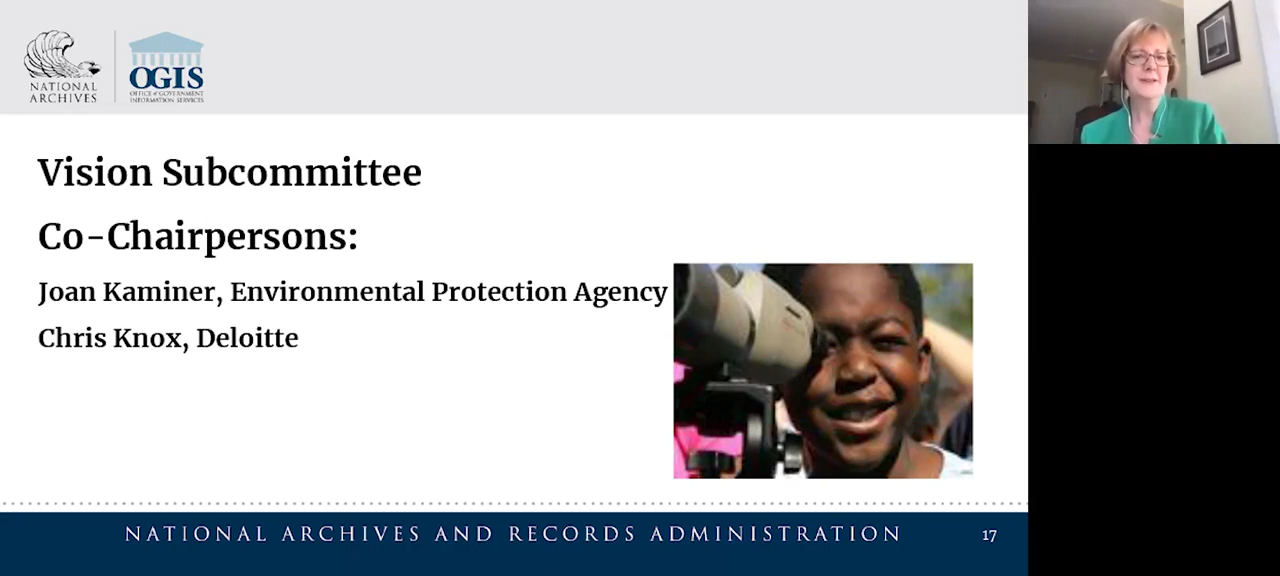 NATIONAL
ARCHIVES
OGIS
OFFICE of GOVERNMENT
INFORMATION SERVICES
Vision Subcommittee
Co-Chairpersons:
Joan Kaminer, Environmental Protection Agency
Chris Knox, Deloitte
NATIONAL ARCHIVES AND RECORDS ADMINISTRATION
17